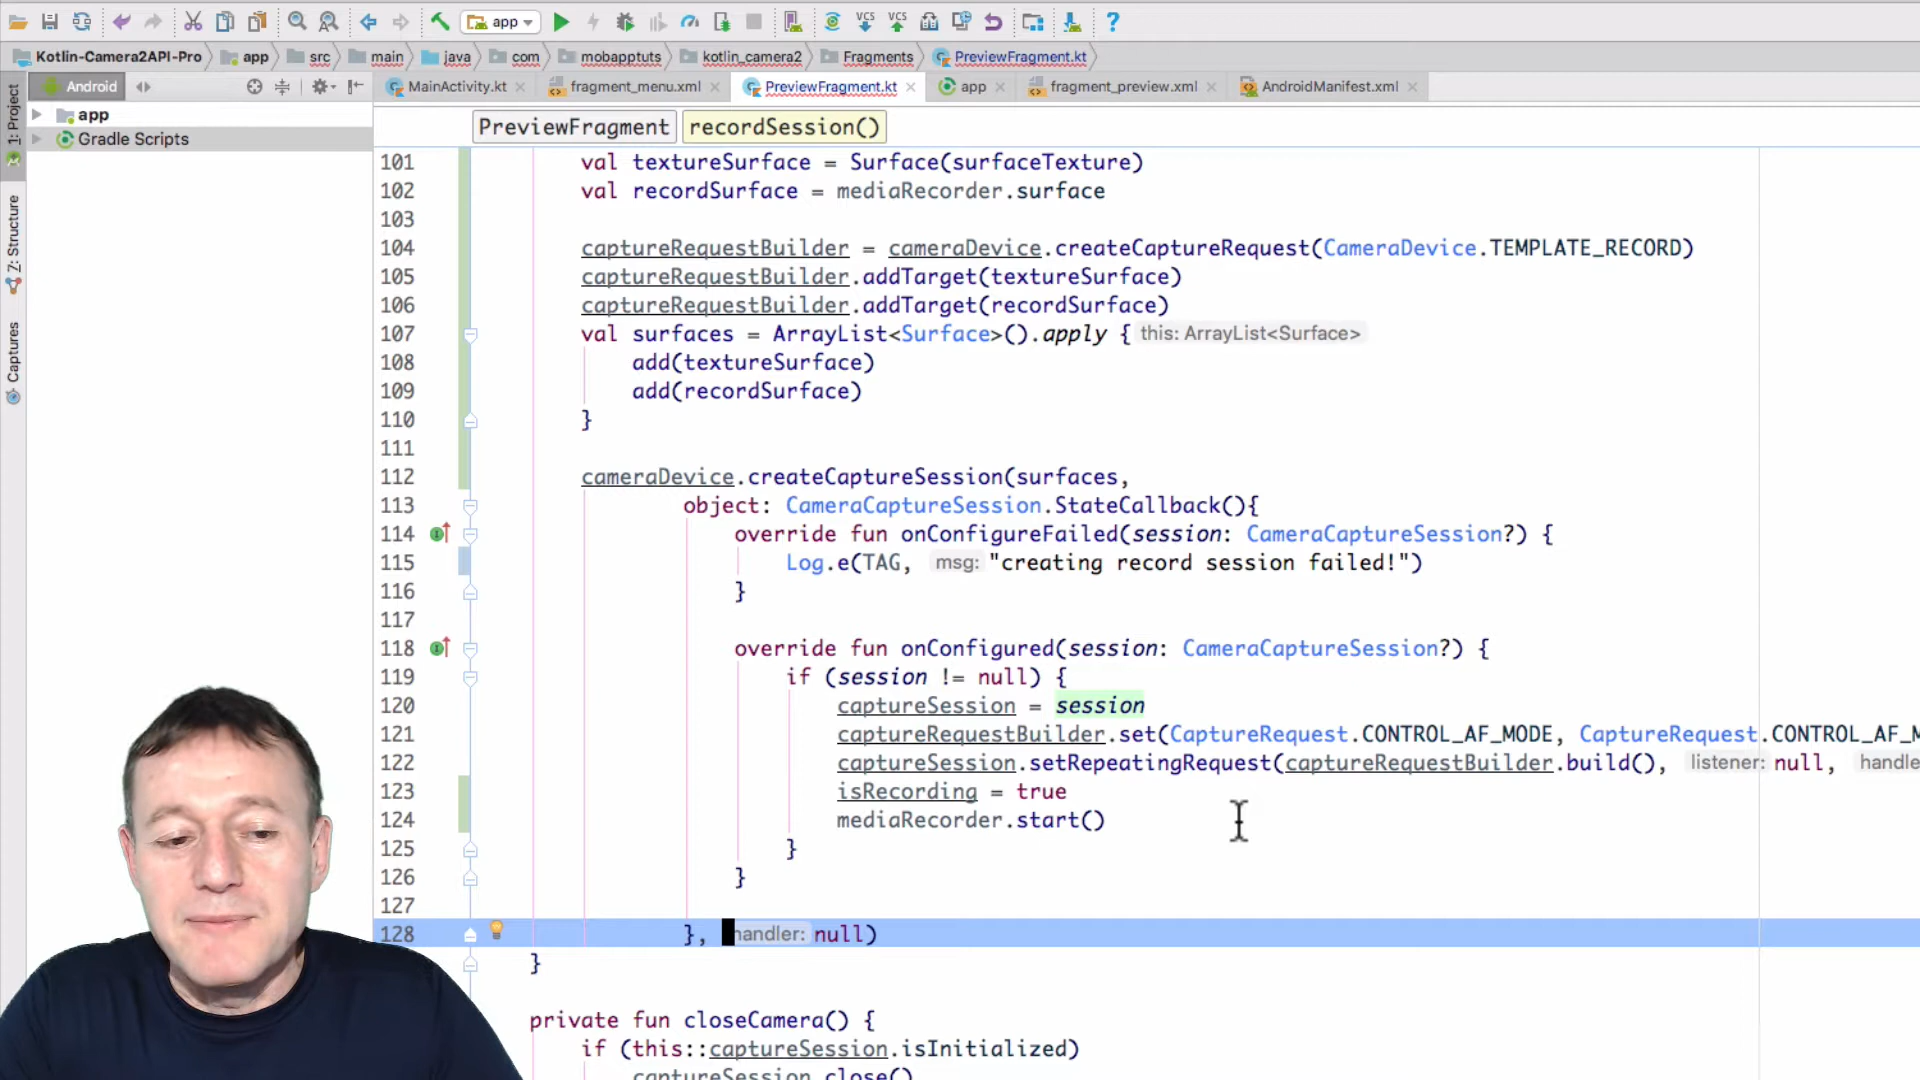 app
Kotlin-Camera2API-Pro app src main java com mobapptuts kotlin_camera2 Fragments PreviewFragment.kt
Android MainActivity.kt fragment_menu.xml PreviewFragment.kt app fragment_preview.xml AndroidManifest.xml
1: Project
Z: Structure
Captures
app
Gradle Scripts
PreviewFragment recordSession()
101 val textureSurface = Surface(surfaceTexture)
102 val recordSurface = mediaRecorder.surface
103
104 captureRequestBuilder = cameraDevice.createCaptureRequest(CameraDevice.TEMPLATE_RECORD)
105 captureRequestBuilder.addTarget(textureSurface)
106 captureRequestBuilder.addTarget(recordSurface)
107 val surfaces = ArrayList<Surface>().apply { this: ArrayList<Surface>
108 add(textureSurface)
109 add(recordSurface)
110 }
111
112 cameraDevice.createCaptureSession(surfaces,
113 object: CameraCaptureSession.StateCallback(){
114 override fun onConfigureFailed(session: CameraCaptureSession?) {
115 Log.e(TAG, msg: "creating record session failed!")
116 }
117
118 override fun onConfigured(session: CameraCaptureSession?) {
119 if (session != null) {
120 captureSession = session
121 captureRequestBuilder.set(CaptureRequest.CONTROL_AF_MODE, CaptureRequest.CONTROL_AF_M
122 captureSession.setRepeatingRequest(captureRequestBuilder.build(), listener: null, handle
123 isRecording = true
124 mediaRecorder.start()
125 }
126 }
127
128 }, handler: null)
}
private fun closeCamera() {
if (this::captureSession.isInitialized)
captureSession.close()